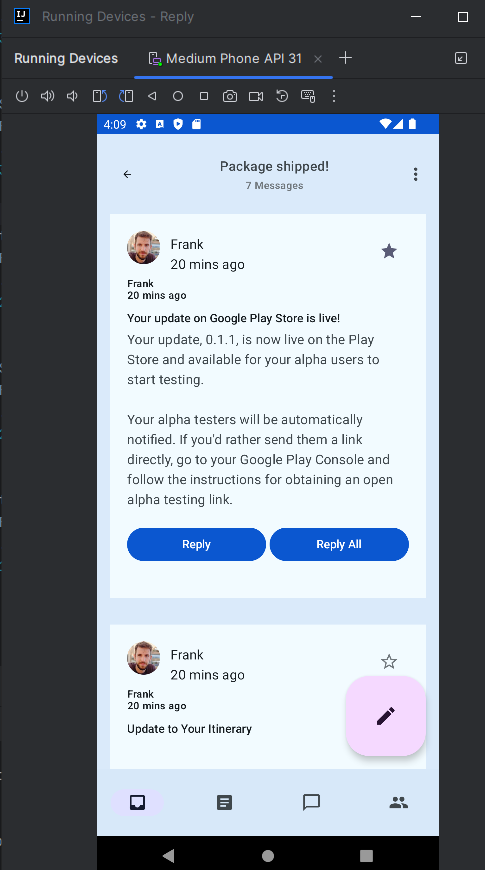 Running Devices - Reply
Running Devices
Medium Phone API 31
4:09
Package shipped!
7 Messages
Frank
20 mins ago
Frank
20 mins ago
Your update on Google Play Store is live!
Your update, 0.1.1, is now live on the Play
Store and available for your alpha users to
start testing.
Your alpha testers will be automatically
notified. If you'd rather send them a link
directly, go to your Google Play Console and
follow the instructions for obtaining an open
alpha testing link.
Reply
Reply All
Frank
20 mins ago
Frank
20 mins ago
Update to Your Itinerary